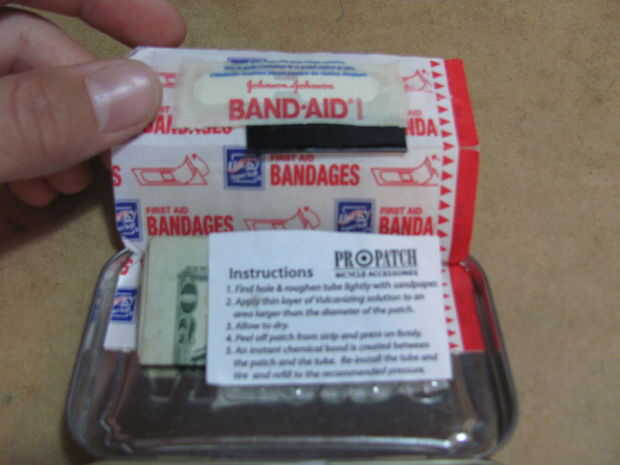 Johnson & Johnson
BAND-AID
BANDAGES
NDA
FIRST AID
S BANDAGES
FIRST AID FIRST AID
BANDAGES BANDA
Instructions
PROPATCH
BICYCLE ACCESSORIES
1. Find hole & roughen tube lightly with sandpaper.
2. Apply thin layer of Vulcanizing solution to an
area larger than the diameter of the patch.
3. Allow to dry.
4. Peel off patch from strip and press on firmly.
5. An instant chemical bond is created between
the patch and the tube. Re-install the tube and
tire and refill to the recommended pressure.